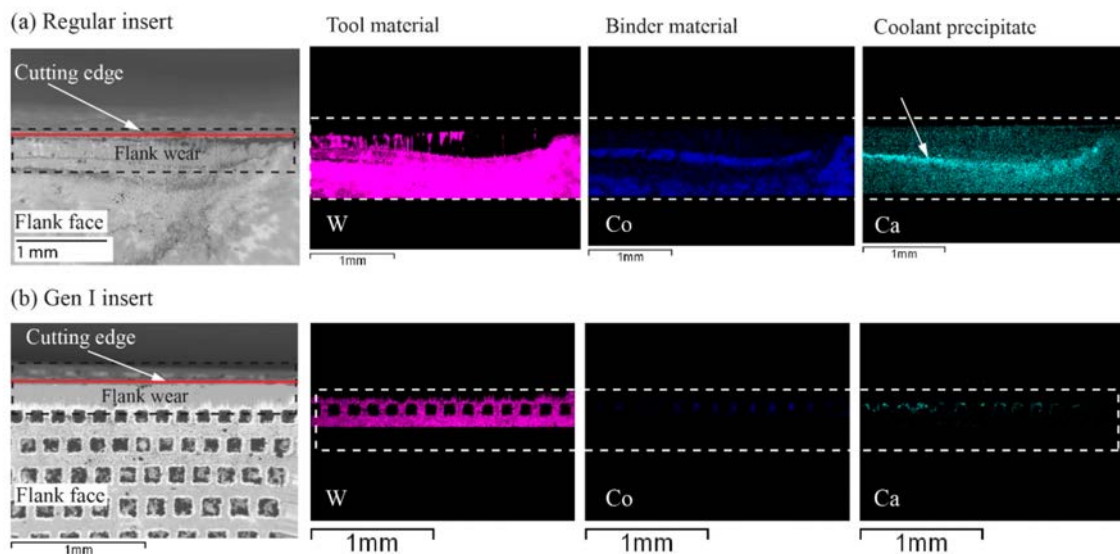 (a) Regular insert
Tool material
Binder material
Coolant precipitate
Cutting edge
Flank wear
Flank face
1 mm
W
1mm
Co
1mm
Ca
1mm
(b) Gen I insert
Cutting edge
Flank wear
Flank face
1mm
W
1mm
Co
1mm
Ca
1mm